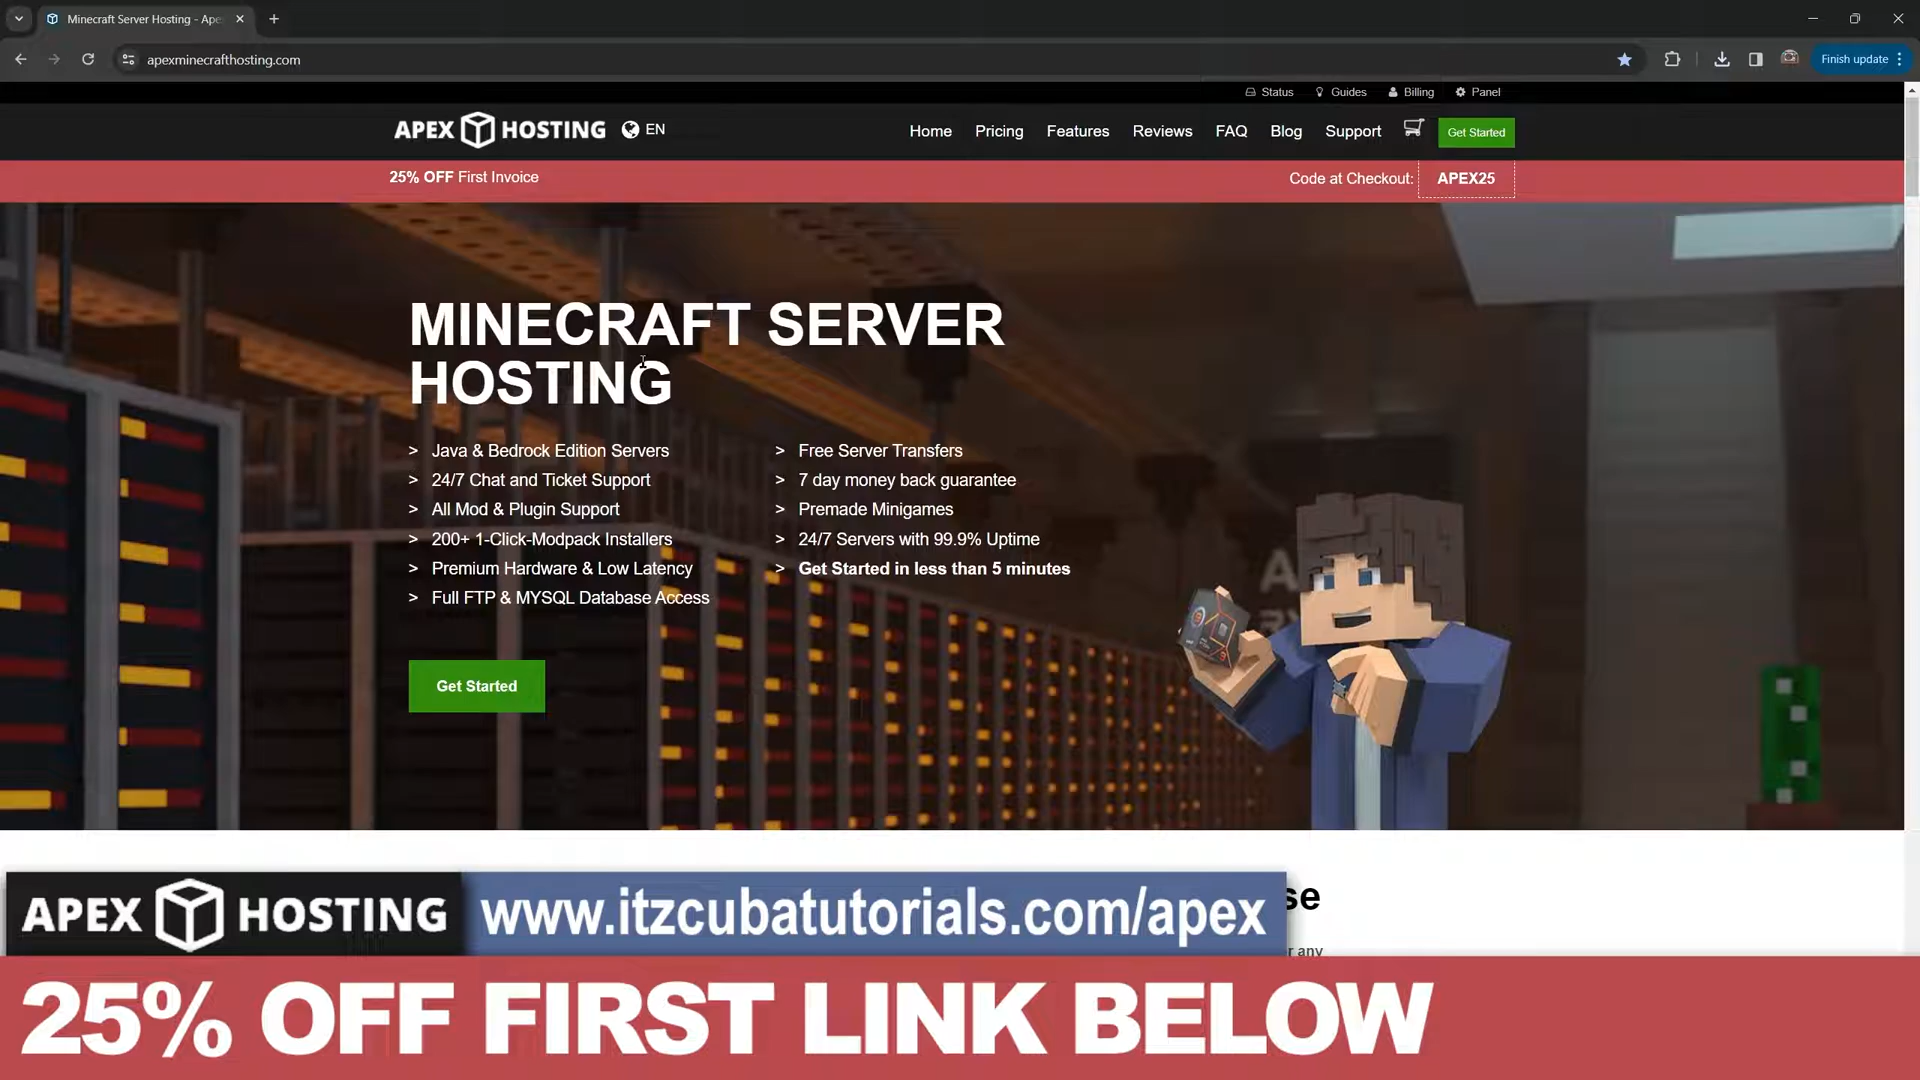 Minecraft Server Hosting - Ape
apexminecrafthosting.com
Finish update
Status
Guides
Billing
Panel
APEX HOSTING
EN
Home
Pricing
Features
Reviews
FAQ
Blog
Support
Get Started
25% OFF First Invoice
Code at Checkout: APEX25
MINECRAFT SERVER
HOSTING
> Java & Bedrock Edition Servers
> 24/7 Chat and Ticket Support
> All Mod & Plugin Support
> 200+ 1-Click-Modpack Installers
> Premium Hardware & Low Latency
> Full FTP & MYSQL Database Access
> Free Server Transfers
> 7 day money back guarantee
> Premade Minigames
> 24/7 Servers with 99.9% Uptime
> Get Started in less than 5 minutes
Get Started
se
r any
APEX HOSTING
www.itzcubatutorials.com/apex
25% OFF FIRST LINK BELOW